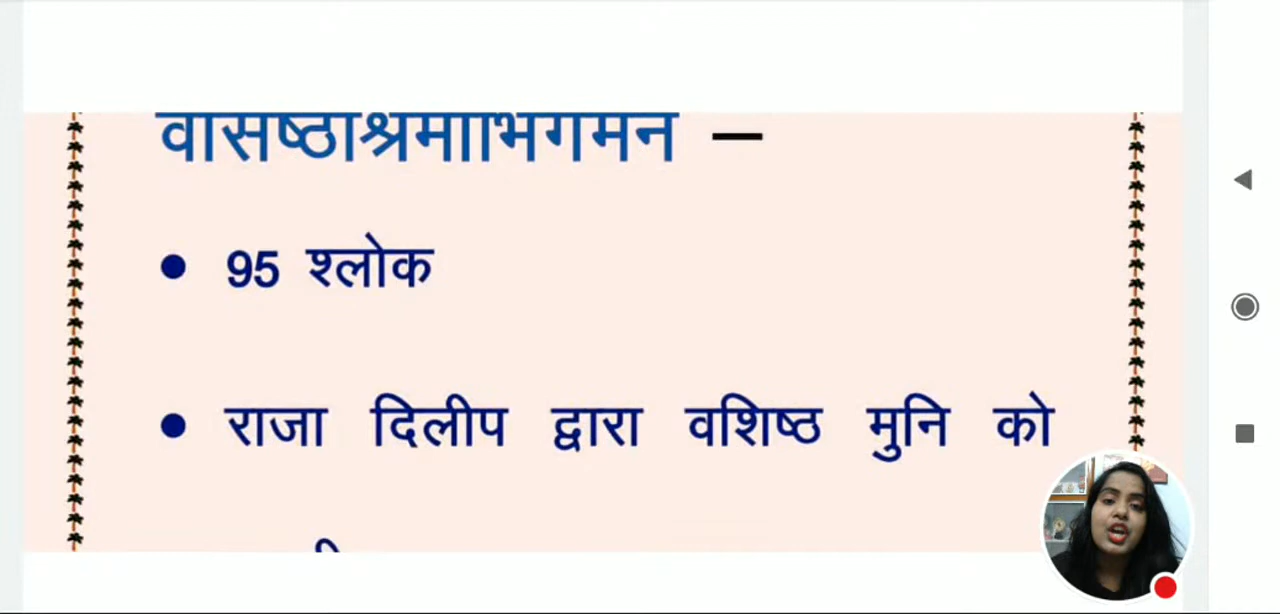 वसिष्ठाश्रमाभिगमन –
• 95 श्लोक
• राजा दिलीप द्वारा वशिष्ठ मुनि को